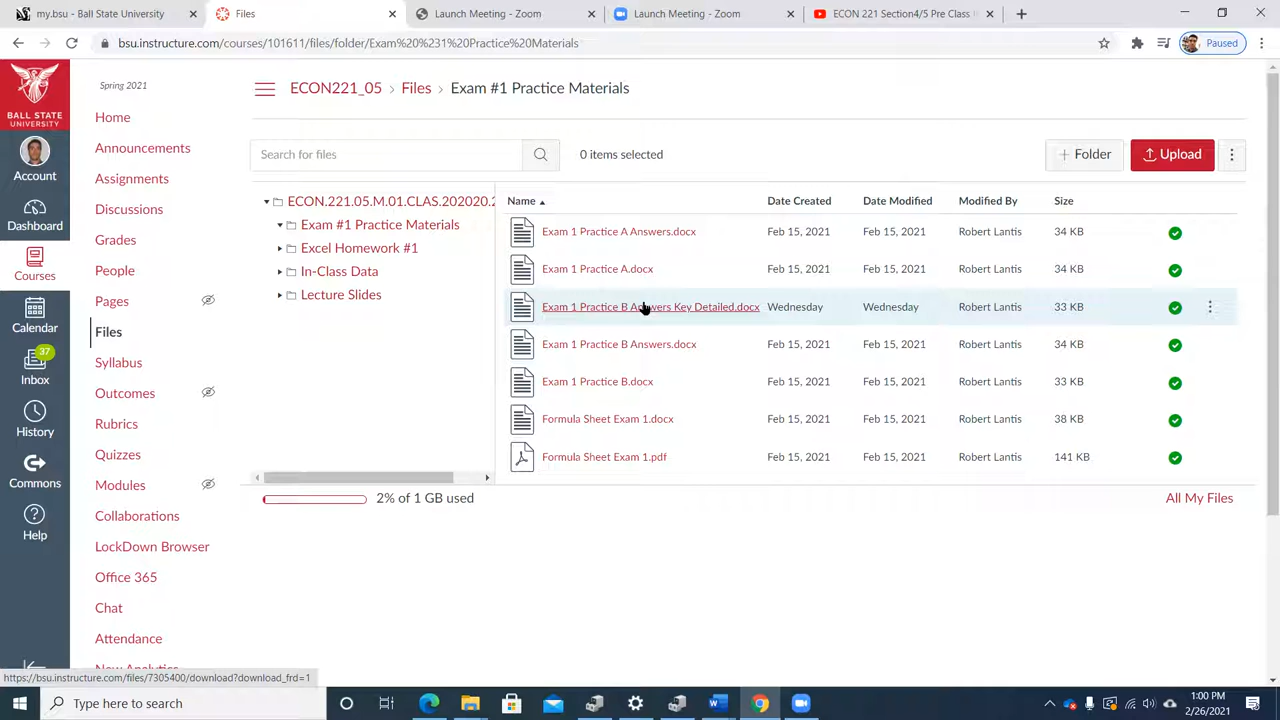 my.bsu - Ball State University
Files
Launch Meeting - Zoom
Launch Meeting - Zoom
ECON 221 Section4/5 Pre Class I
bsu.instructure.com/courses/101611/files/folder/Exam%20%231%20Practice%20Materials
Paused
BALL STATE
UNIVERSITY
Account
Dashboard
Courses
Calendar
37
Inbox
History
Commons
Help
Spring 2021
Home
Announcements
Assignments
Discussions
Grades
People
Pages
Files
Syllabus
Outcomes
Rubrics
Quizzes
Modules
Collaborations
LockDown Browser
Office 365
Chat
Attendance
New Analytics
ECON221_05 › Files › Exam #1 Practice Materials
Search for files
0 items selected
+ Folder
Upload
ECON.221.05.M.01.CLAS.202020.2
Exam #1 Practice Materials
Excel Homework #1
In-Class Data
Lecture Slides
Name Date Created Date Modified Modified By Size
Exam 1 Practice A Answers.docx Feb 15, 2021 Feb 15, 2021 Robert Lantis 34 KB
Exam 1 Practice A.docx Feb 15, 2021 Feb 15, 2021 Robert Lantis 34 KB
Exam 1 Practice B Answers Key Detailed.docx Wednesday Wednesday Robert Lantis 33 KB
Exam 1 Practice B Answers.docx Feb 15, 2021 Feb 15, 2021 Robert Lantis 34 KB
Exam 1 Practice B.docx Feb 15, 2021 Feb 15, 2021 Robert Lantis 33 KB
Formula Sheet Exam 1.docx Feb 15, 2021 Feb 15, 2021 Robert Lantis 38 KB
Formula Sheet Exam 1.pdf Feb 15, 2021 Feb 15, 2021 Robert Lantis 141 KB
2% of 1 GB used
All My Files
https://bsu.instructure.com/files/7305400/download?download_frd=1
Type here to search
1:00 PM
2/26/2021